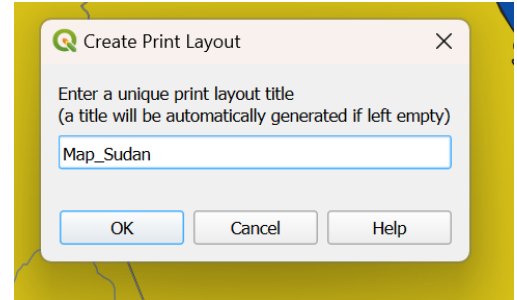 Create Print Layout
Enter a unique print layout title
(a title will be automatically generated if left empty)
Map_Sudan
OK
Cancel
Help